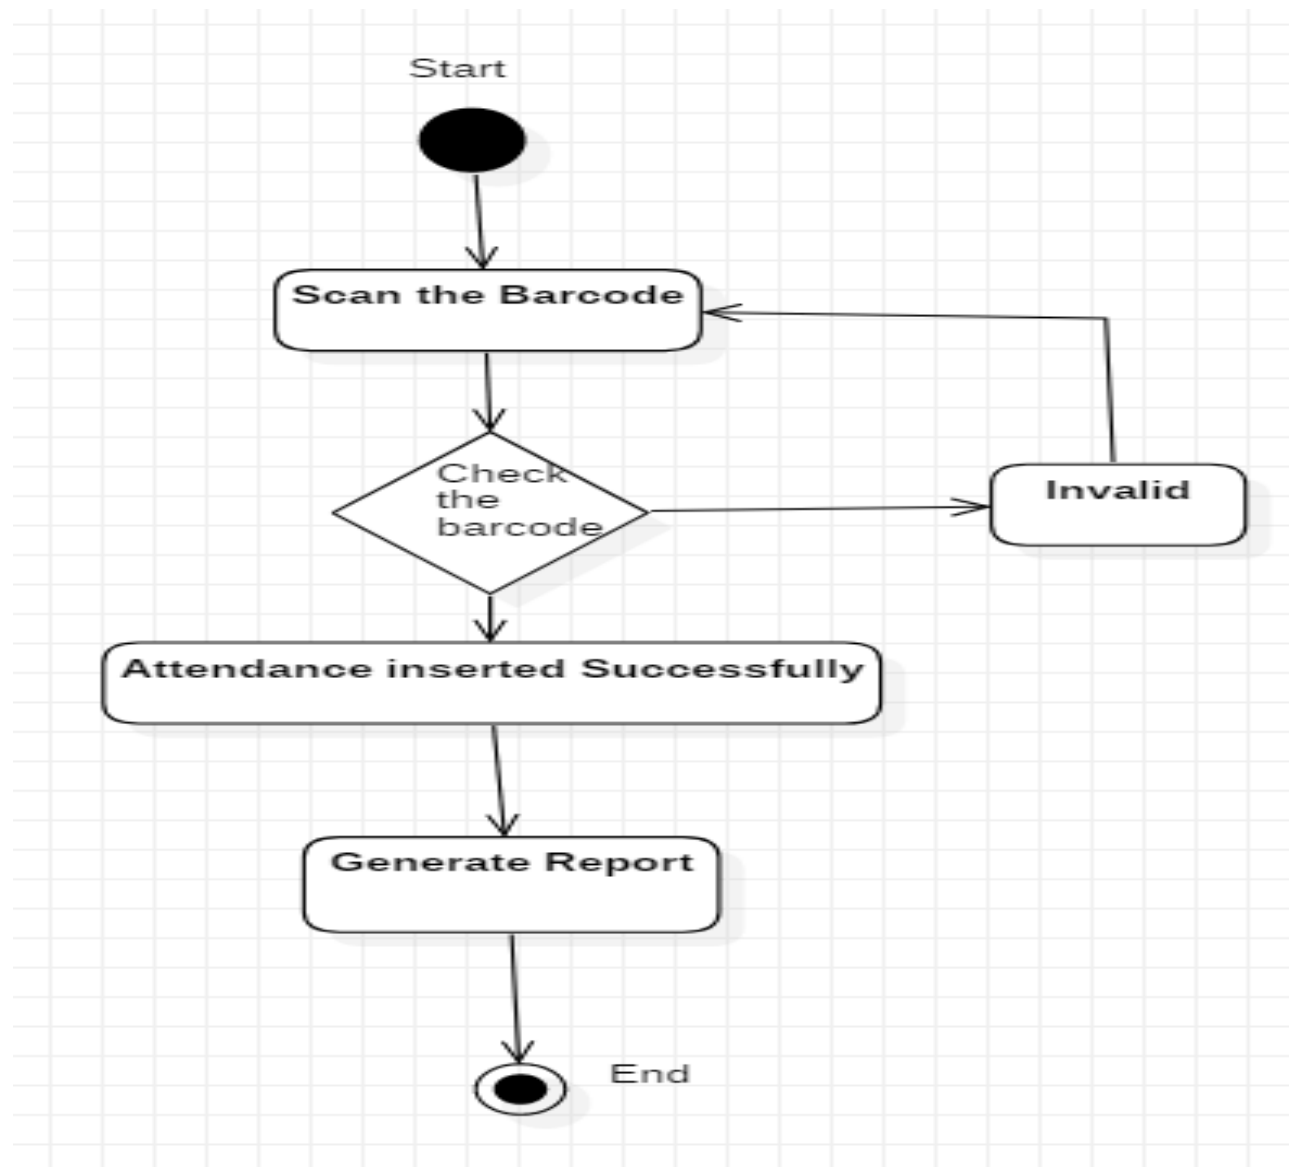 Start
Scan the Barcode
Check
the
barcode
Invalid
Attendance inserted Successfully
Generate Report
End